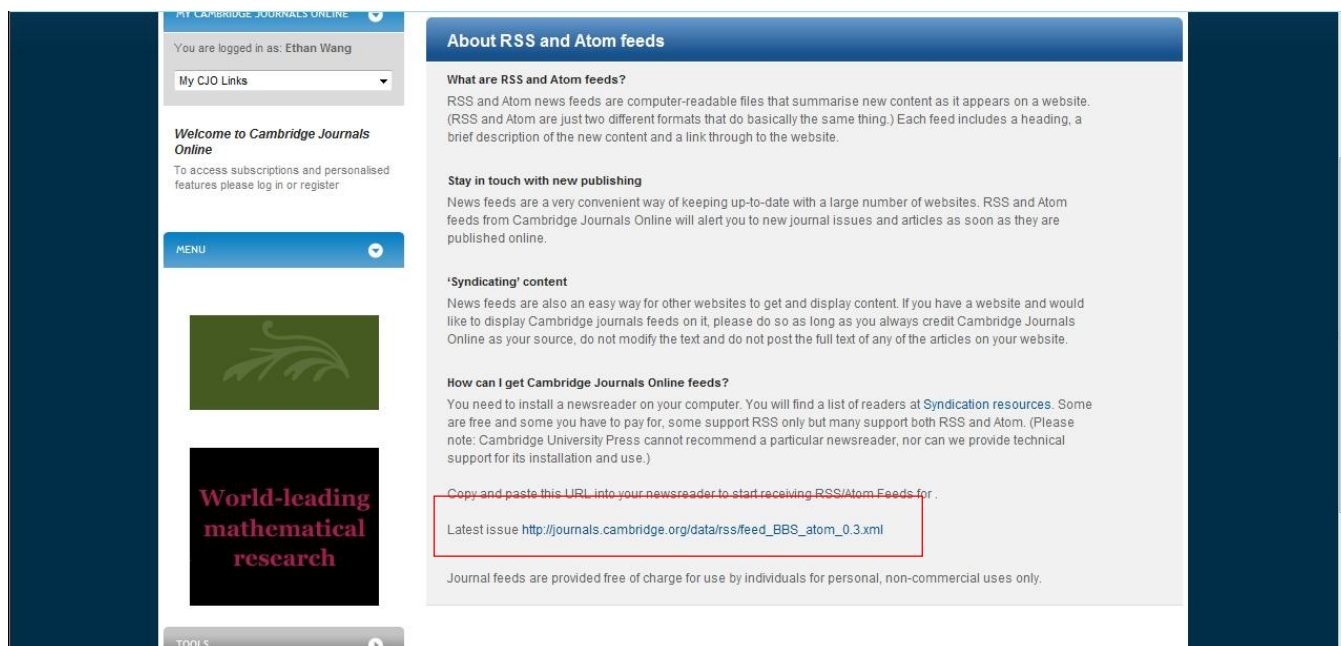 MY CAMBRIDGE JOURNALS ONLINE
You are logged in as: Ethan Wang
My CJO Links
Welcome to Cambridge Journals
Online
To access subscriptions and personalised
features please log in or register
MENU
World-leading
mathematical
research
TOOLS
About RSS and Atom feeds
What are RSS and Atom feeds?
RSS and Atom news feeds are computer-readable files that summarise new content as it appears on a website.
(RSS and Atom are just two different formats that do basically the same thing.) Each feed includes a heading, a
brief description of the new content and a link through to the website.
Stay in touch with new publishing
News feeds are a very convenient way of keeping up-to-date with a large number of websites. RSS and Atom
feeds from Cambridge Journals Online will alert you to new journal issues and articles as soon as they are
published online.
‘Syndicating’ content
News feeds are also an easy way for other websites to get and display content. If you have a website and would
like to display Cambridge journals feeds on it, please do so as long as you always credit Cambridge Journals
Online as your source, do not modify the text and do not post the full text of any of the articles on your website.
How can I get Cambridge Journals Online feeds?
You need to install a newsreader on your computer. You will find a list of readers at Syndication resources. Some
are free and some you have to pay for, some support RSS only but many support both RSS and Atom. (Please
note: Cambridge University Press cannot recommend a particular newsreader, nor can we provide technical
support for its installation and use.)
Copy and paste this URL into your newsreader to start receiving RSS/Atom Feeds for .
Latest issue http://journals.cambridge.org/data/rss/feed_BBS_atom_0.3.xml
Journal feeds are provided free of charge for use by individuals for personal, non-commercial uses only.